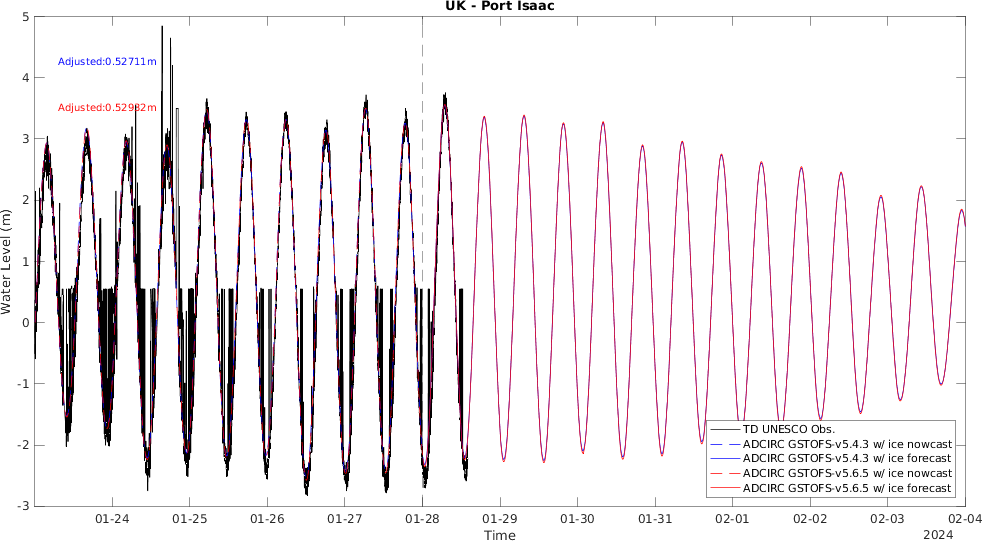 UK - Port Isaac
5
4
3
2
1
0
-1
-2
-3
Water Level (m)
Adjusted:0.52711m
Adjusted:0.52982m
TD UNESCO Obs.
ADCIRC GSTOFS-v5.4.3 w/ ice nowcast
ADCIRC GSTOFS-v5.4.3 w/ ice forecast
ADCIRC GSTOFS-v5.6.5 w/ ice nowcast
ADCIRC GSTOFS-v5.6.5 w/ ice forecast
01-24 01-25 01-26 01-27 01-28 01-29 01-30 01-31 02-01 02-02 02-03 02-04
Time
2024